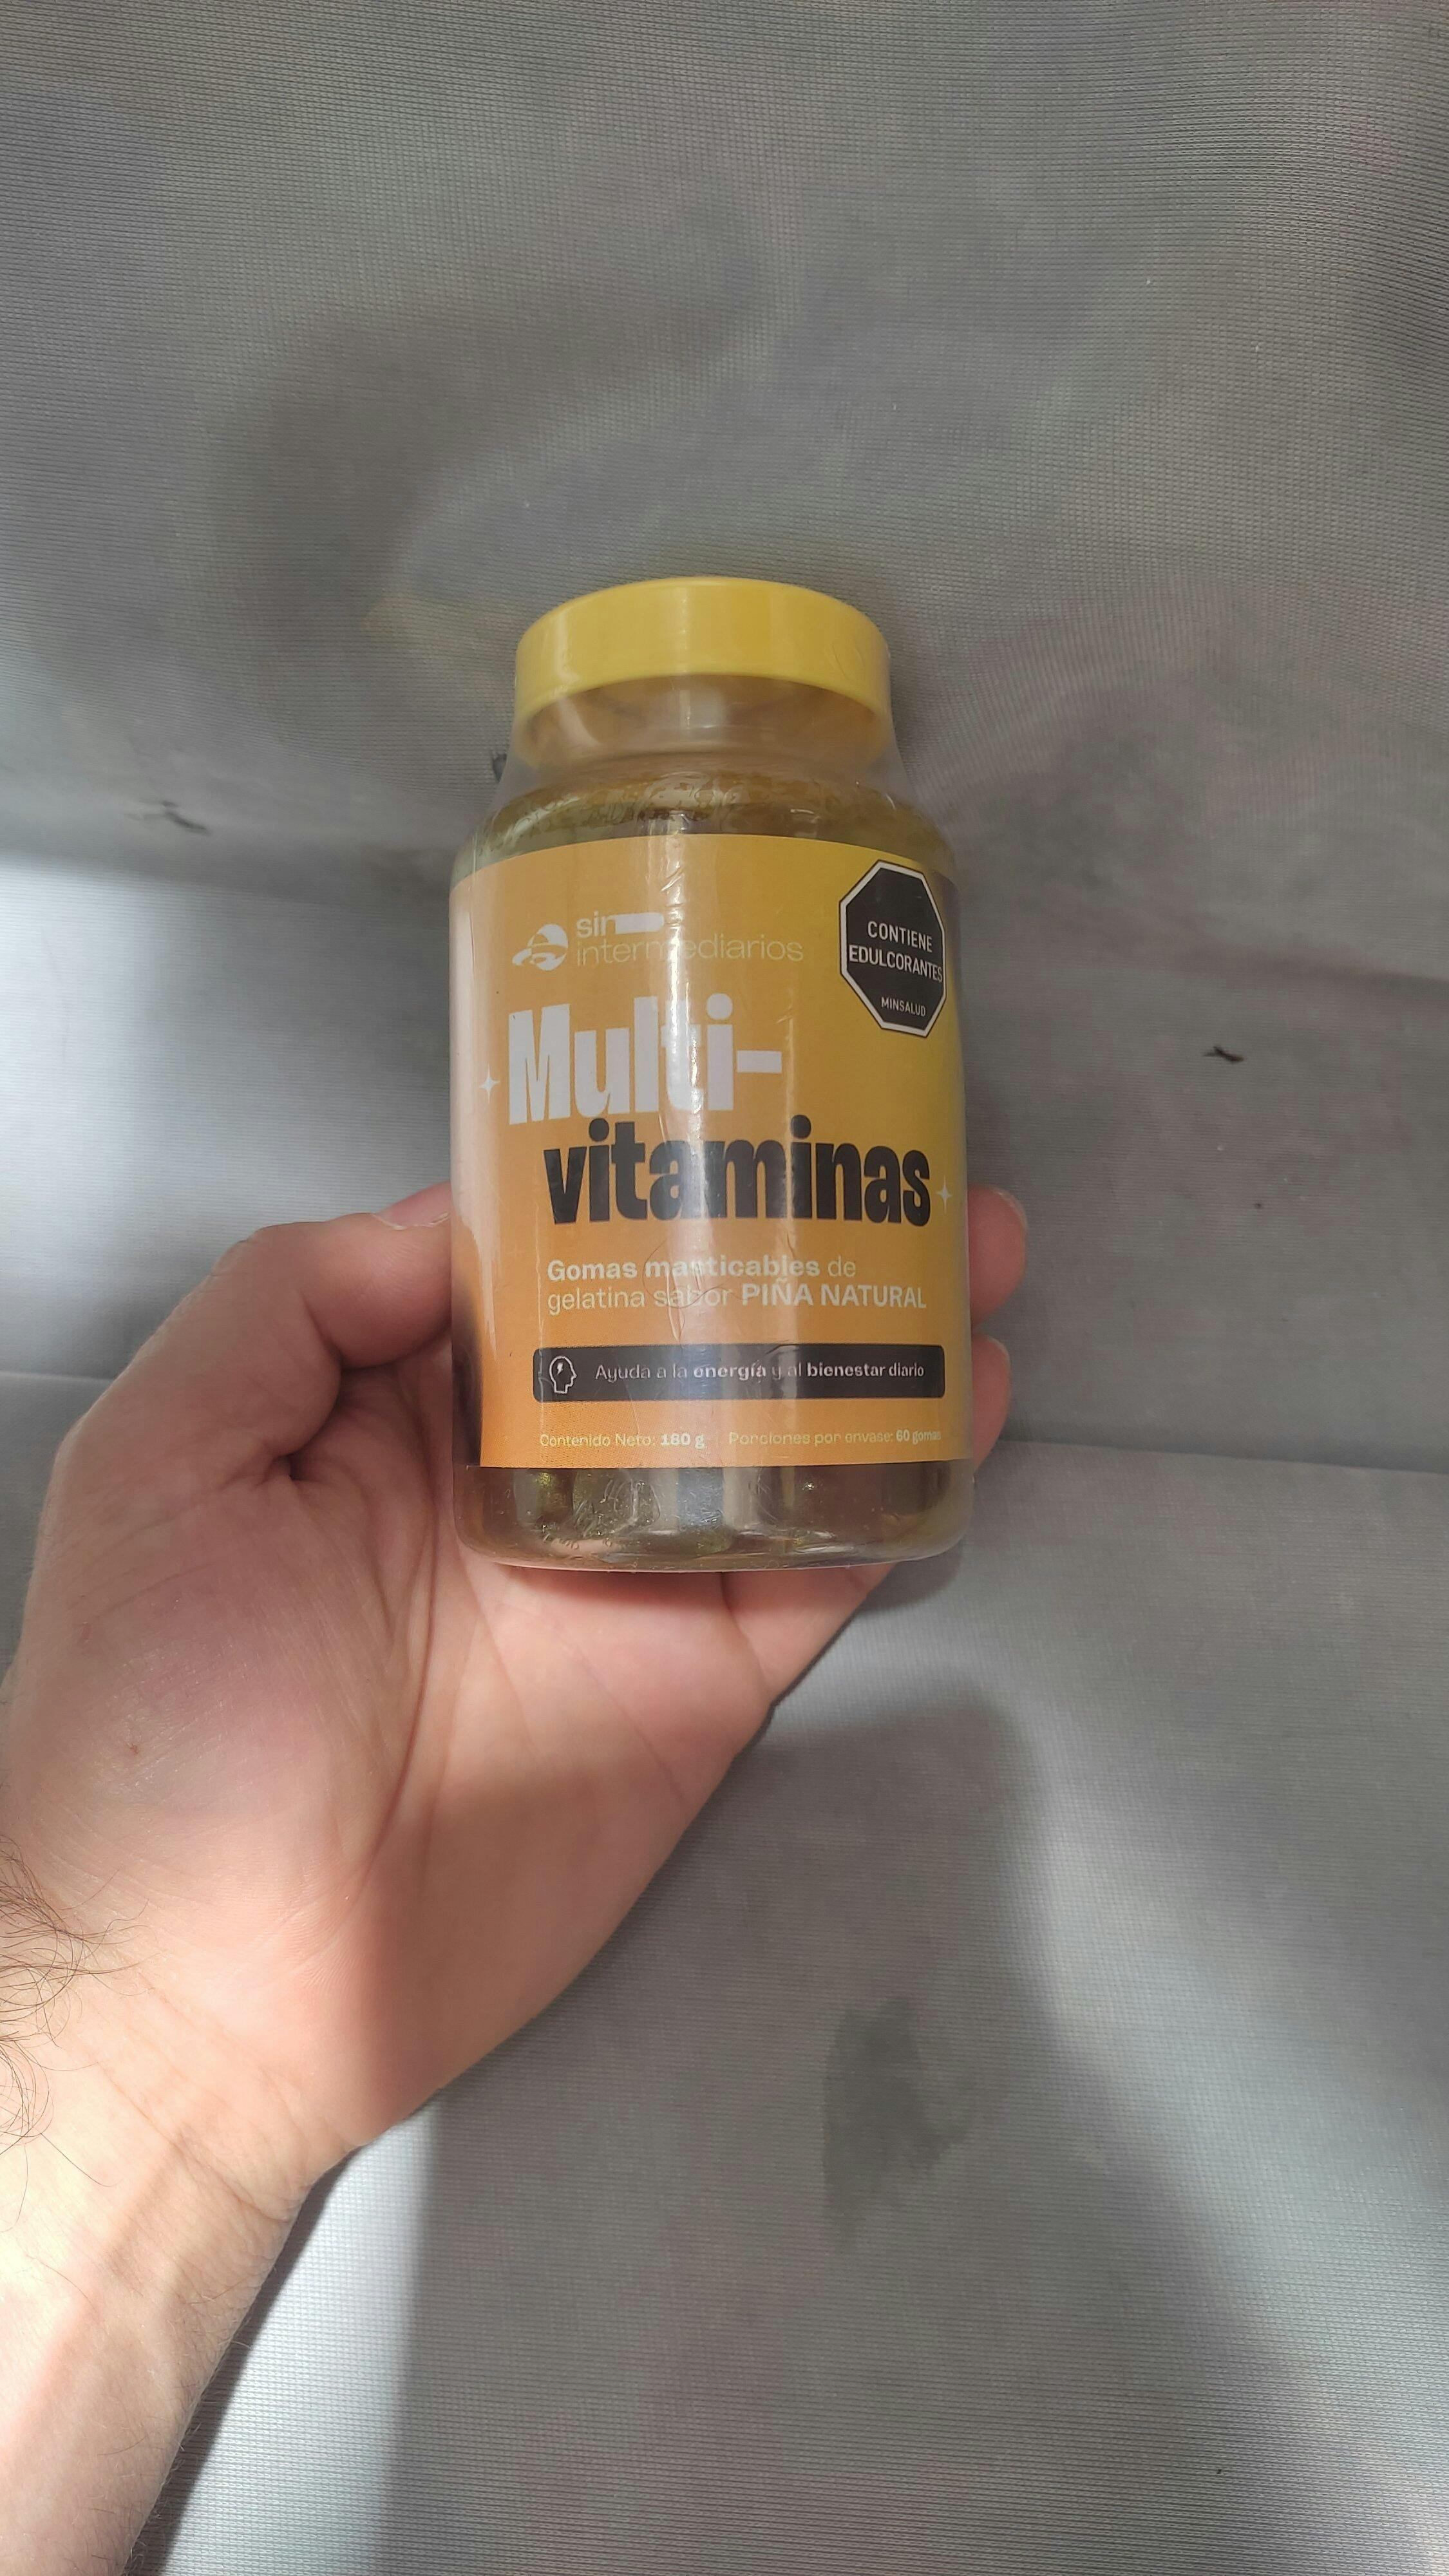 sin
intermediarios
CONTIENE
EDULCORANTES
MINSALUD
Multi-
vitaminas
Gomas masticables de
gelatina sabor PIÑA NATURAL
Ayuda a la energía y al bienestar diario
Contenido Neto: 180 g Porciones por envase: 60 gomas